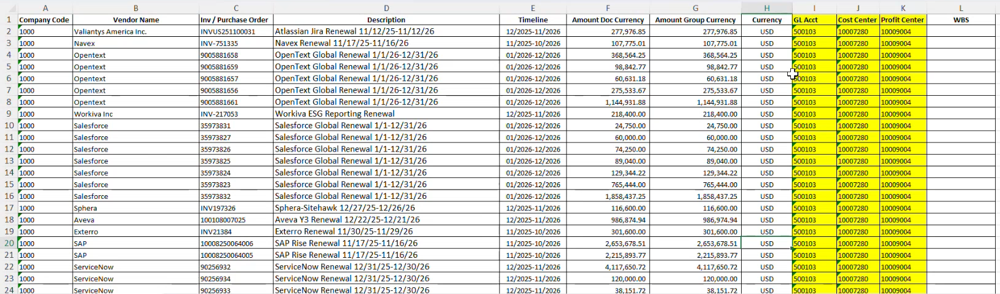 A B C D E F G H I J K L
1 Company Code Vendor Name Inv / Purchase Order Description Timeline Amount Doc Currency Amount Group Currency Currency GL Acct Cost Center Profit Center WBS
2 1000 Valiantys America Inc. INVUS251100031 Atlassian Jira Renewal 11/12/25-11/12/26 12/2025-11/2026 277,976.85 277,976.85 USD 500103 10007280 10009004
3 1000 Navex INV-751335 Navex Renewal 11/17/25-11/16/26 11/2025-10/2026 107,775.01 107,775.01 USD 500103 10007280 10009004
4 1000 Opentext 9005881658 OpenText Global Renewal 1/1/26-12/31/26 01/2026-12/2026 368,564.25 368,564.25 USD 500103 10007280 10009004
5 1000 Opentext 9005881659 OpenText Global Renewal 1/1/26-12/31/26 01/2026-12/2026 98,842.77 98,842.77 USD 500103 10007280 10009004
6 1000 Opentext 9005881657 OpenText Global Renewal 1/1/26-12/31/26 01/2026-12/2026 60,631.18 60,631.18 USD 500103 10007280 10009004
7 1000 Opentext 9005881656 OpenText Global Renewal 1/1/26-12/31/26 01/2026-12/2026 275,533.67 275,533.67 USD 500103 10007280 10009004
8 1000 Opentext 9005881661 OpenText Global Renewal 1/1/26-12/31/26 01/2026-12/2026 1,144,931.88 1,144,931.88 USD 500103 10007280 10009004
9 1000 Workiva Inc INV-217053 Workiva ESG Reporting Renewal 12/2025-11/2026 218,400.00 218,400.00 USD 500103 10007280 10009004
10 1000 Salesforce 35973831 Salesforce Global Renewal 1/1-12/31/26 01/2026-12/2026 24,750.00 24,750.00 USD 500103 10007280 10009004
11 1000 Salesforce 35973827 Salesforce Global Renewal 1/1-12/31/26 01/2026-12/2026 60,000.00 60,000.00 USD 500103 10007280 10009004
12 1000 Salesforce 35973826 Salesforce Global Renewal 1/1-12/31/26 01/2026-12/2026 74,250.00 74,250.00 USD 500103 10007280 10009004
13 1000 Salesforce 35973825 Salesforce Global Renewal 1/1-12/31/26 01/2026-12/2026 89,040.00 89,040.00 USD 500103 10007280 10009004
14 1000 Salesforce 35973824 Salesforce Global Renewal 1/1-12/31/26 01/2026-12/2026 129,344.22 129,344.22 USD 500103 10007280 10009004
15 1000 Salesforce 35973823 Salesforce Global Renewal 1/1-12/31/26 01/2026-12/2026 765,444.00 765,444.00 USD 500103 10007280 10009004
16 1000 Salesforce 35973832 Salesforce Global Renewal 1/1-12/31/26 01/2026-12/2026 1,858,437.25 1,858,437.25 USD 500103 10007280 10009004
17 1000 Sphera INV197326 Sphera-Sitehawk 12/27/25-12/26/26 12/2025-11/2026 116,600.00 116,600.00 USD 500103 10007280 10009004
18 1000 Aveva 100108007025 Aveva Y3 Renewal 12/22/25-12/21/26 12/2025-11/2026 986,874.94 986,974.94 USD 500103 10007280 10009004
19 1000 Exterro INV21384 Exterro Renewal 11/30/25-11/29/26 11/2025-10/2026 301,600.00 301,600.00 USD 500103 10007280 10009004
20 1000 SAP 10008250064006 SAP Rise Renewal 11/17/25-11/16/26 11/2025-10/2026 2,653,678.51 2,653,678.51 USD 500103 10007280 10009004
21 1000 SAP 10008250064005 SAP Rise Renewal 11/17/25-11/16/26 11/2025-10/2026 2,215,893.77 2,215,893.77 USD 500103 10007280 10009004
22 1000 ServiceNow 90256932 ServiceNow Renewal 12/31/25-12/30/26 12/2025-11/2026 4,117,650.72 4,117,650.72 USD 500103 10007280 10009004
23 1000 ServiceNow 90256934 ServiceNow Renewal 12/31/25-12/30/26 12/2025-11/2026 120,000.00 120,000.00 USD 500103 10007280 10009004
24 1000 ServiceNow 90256933 ServiceNow Renewal 12/31/25-12/30/26 12/2025-11/2026 38,151.72 38,151.72 USD 500103 10007280 10009004